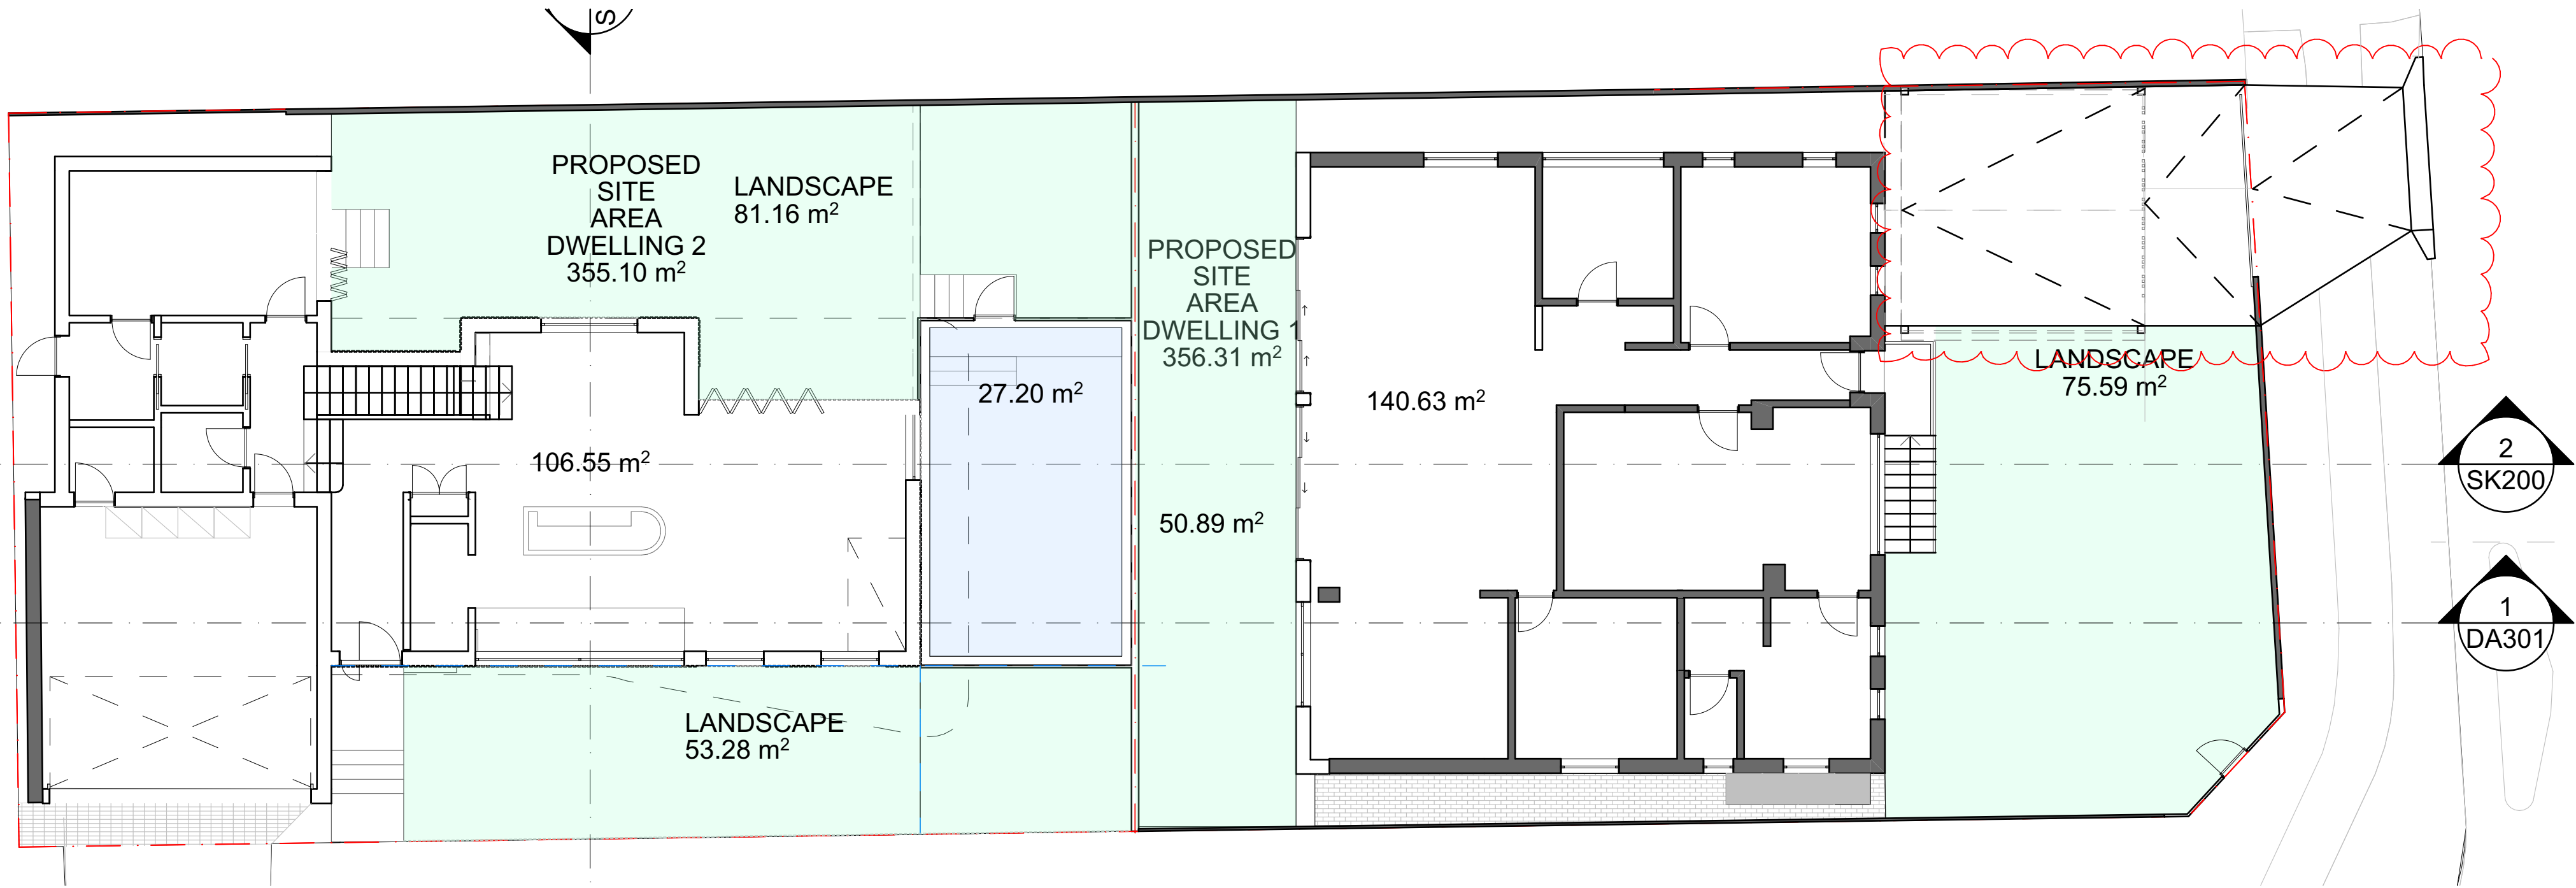 S
PROPOSED
SITE
AREA
DWELLING 2
355.10 m²
LANDSCAPE
81.16 m²
PROPOSED
SITE
AREA
DWELLING 1
356.31 m²
27.20 m²
140.63 m²
LANDSCAPE
75.59 m²
106.55 m²
50.89 m²
2
SK200
1
DA301
LANDSCAPE
53.28 m²